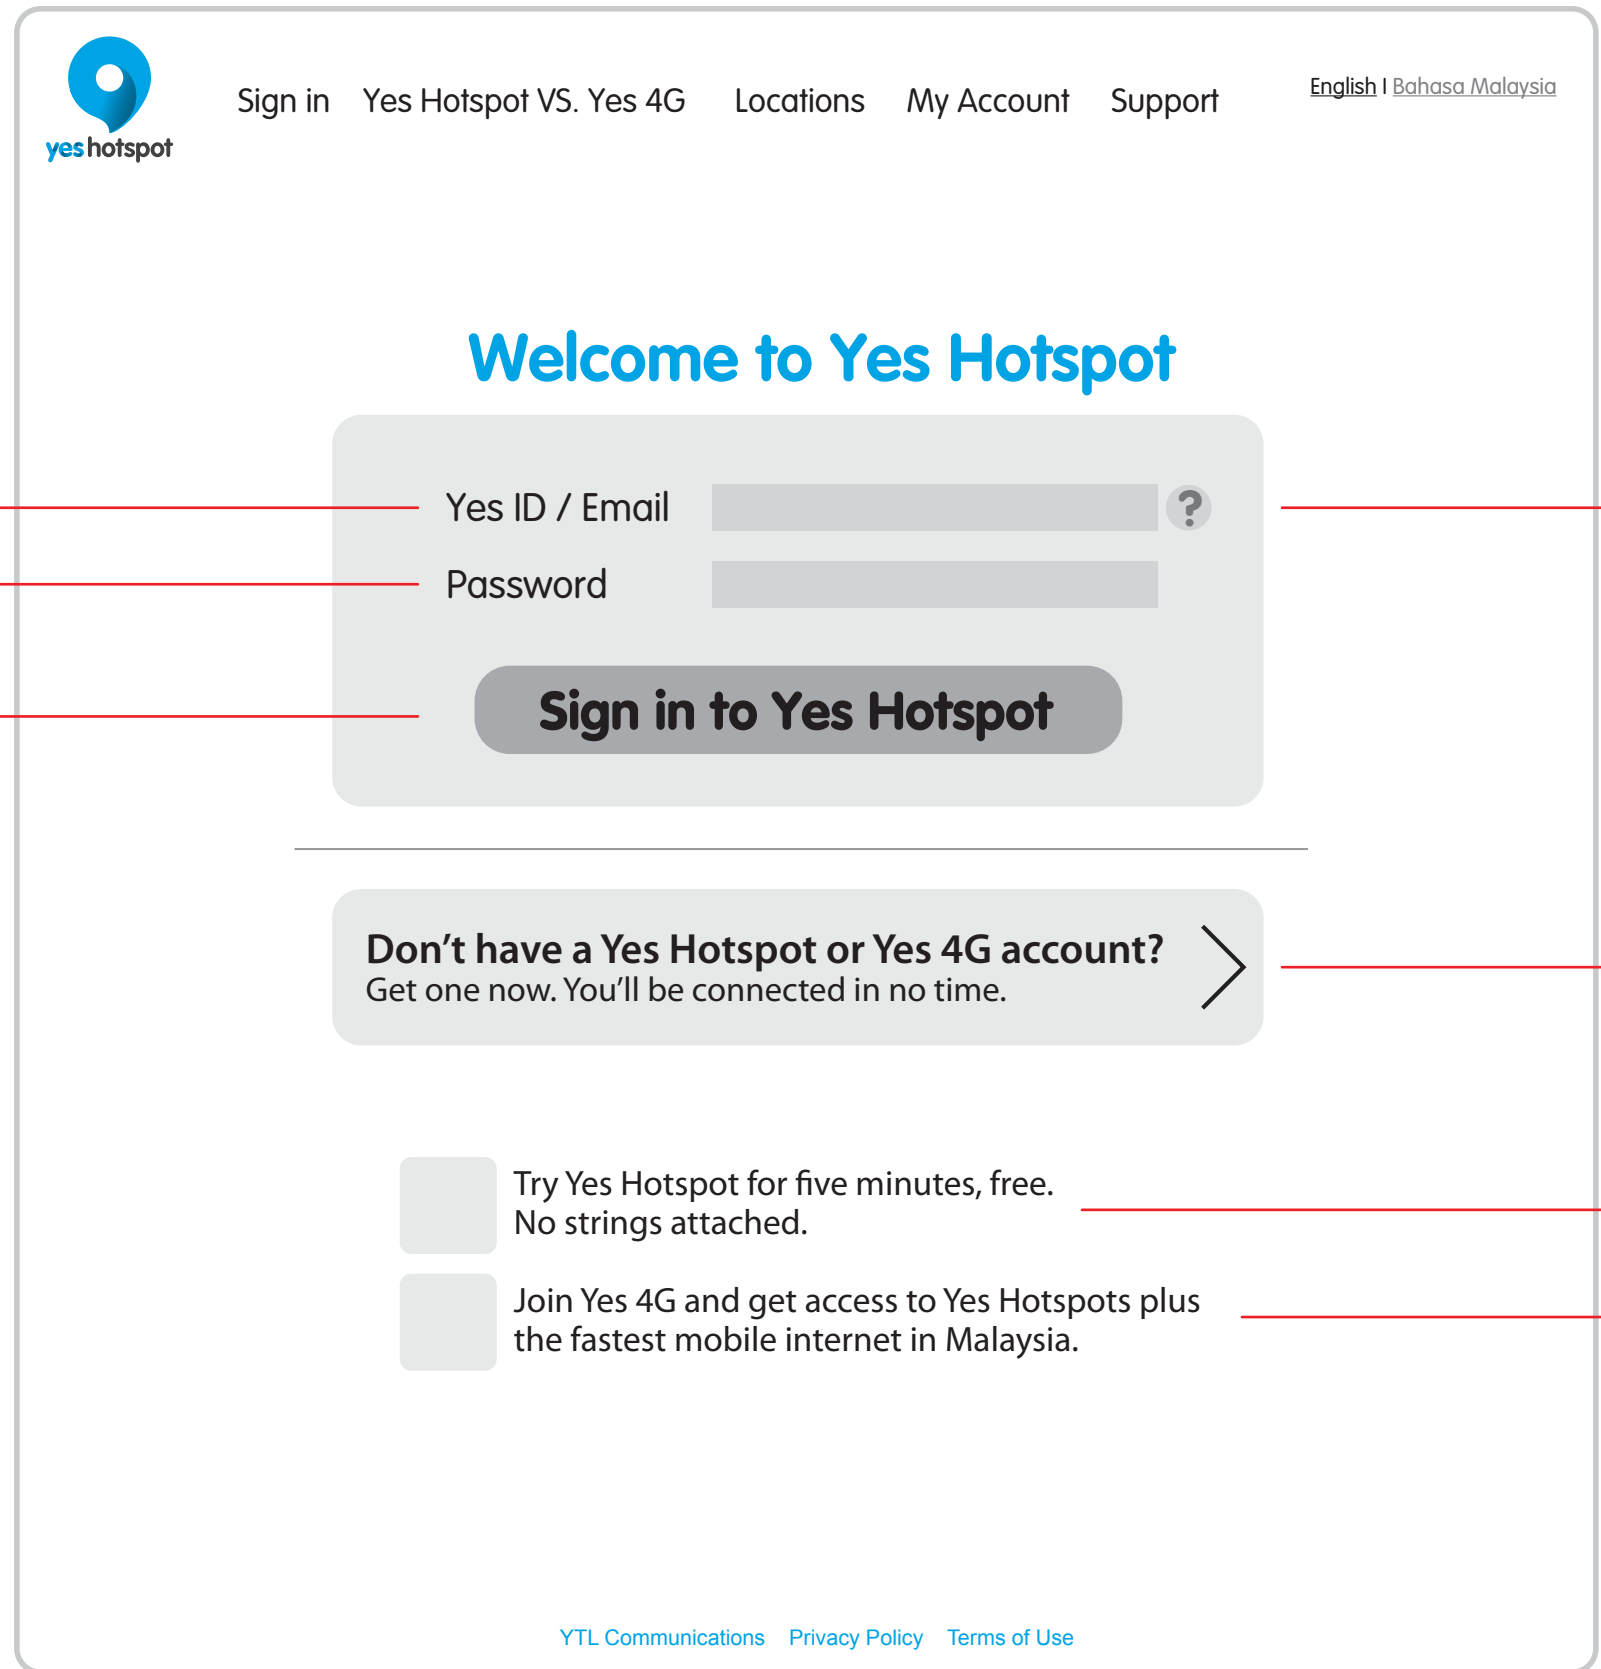 yes hotspot
Sign in Yes Hotspot VS. Yes 4G Locations My Account Support
English | Bahasa Malaysia
Welcome to Yes Hotspot
Yes ID / Email ?
Password
Sign in to Yes Hotspot
Don't have a Yes Hotspot or Yes 4G account?
Get one now. You'll be connected in no time.
Try Yes Hotspot for five minutes, free.
No strings attached.
Join Yes 4G and get access to Yes Hotspots plus
the fastest mobile internet in Malaysia.
YTL Communications Privacy Policy Terms of Use